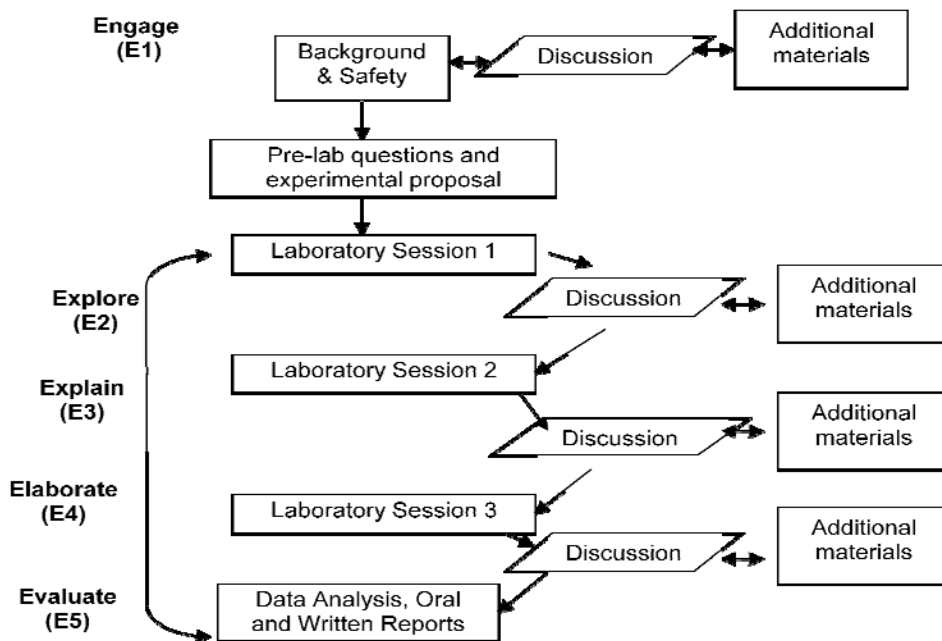 Engage
(E1)
Background
& Safety
Discussion
Additional
materials
Pre-lab questions and
experimental proposal
Laboratory Session 1
Explore
(E2)
Discussion
Additional
materials
Laboratory Session 2
Explain
(E3)
Discussion
Additional
materials
Elaborate
(E4)
Laboratory Session 3
Discussion
Additional
materials
Evaluate
(E5)
Data Analysis, Oral
and Written Reports